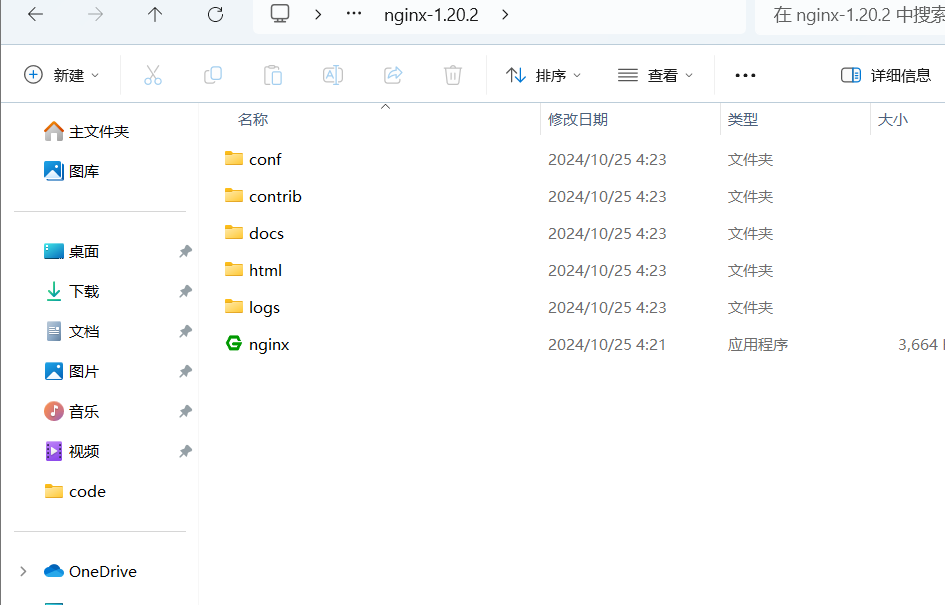 nginx-1.20.2
在 nginx-1.20.2 中搜索
新建
排序
查看
详细信息
名称 修改日期 类型 大小
主文件夹
图库
桌面
下载
文档
图片
音乐
视频
code
OneDrive
conf 2024/10/25 4:23 文件夹
contrib 2024/10/25 4:23 文件夹
docs 2024/10/25 4:23 文件夹
html 2024/10/25 4:23 文件夹
logs 2024/10/25 4:23 文件夹
nginx 2024/10/25 4:21 应用程序 3,664